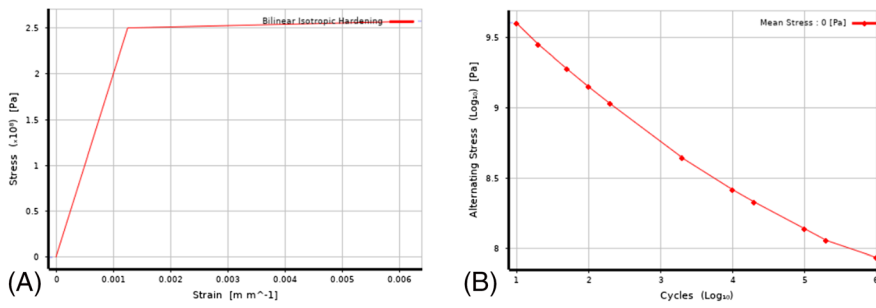 Bilinear Isotropic Hardening
Stress (.10⁸) [Pa]
2.5
2
1.5
1
0.5
0
0 0.001 0.002 0.003 0.004 0.005 0.006
Strain [m m^-1]
(A)
Mean Stress : 0 [Pa]
Alternating Stress (Log₁₀) [Pa]
9.5
9
8.5
8
1 2 3 4 5 6
Cycles (Log₁₀)
(B)